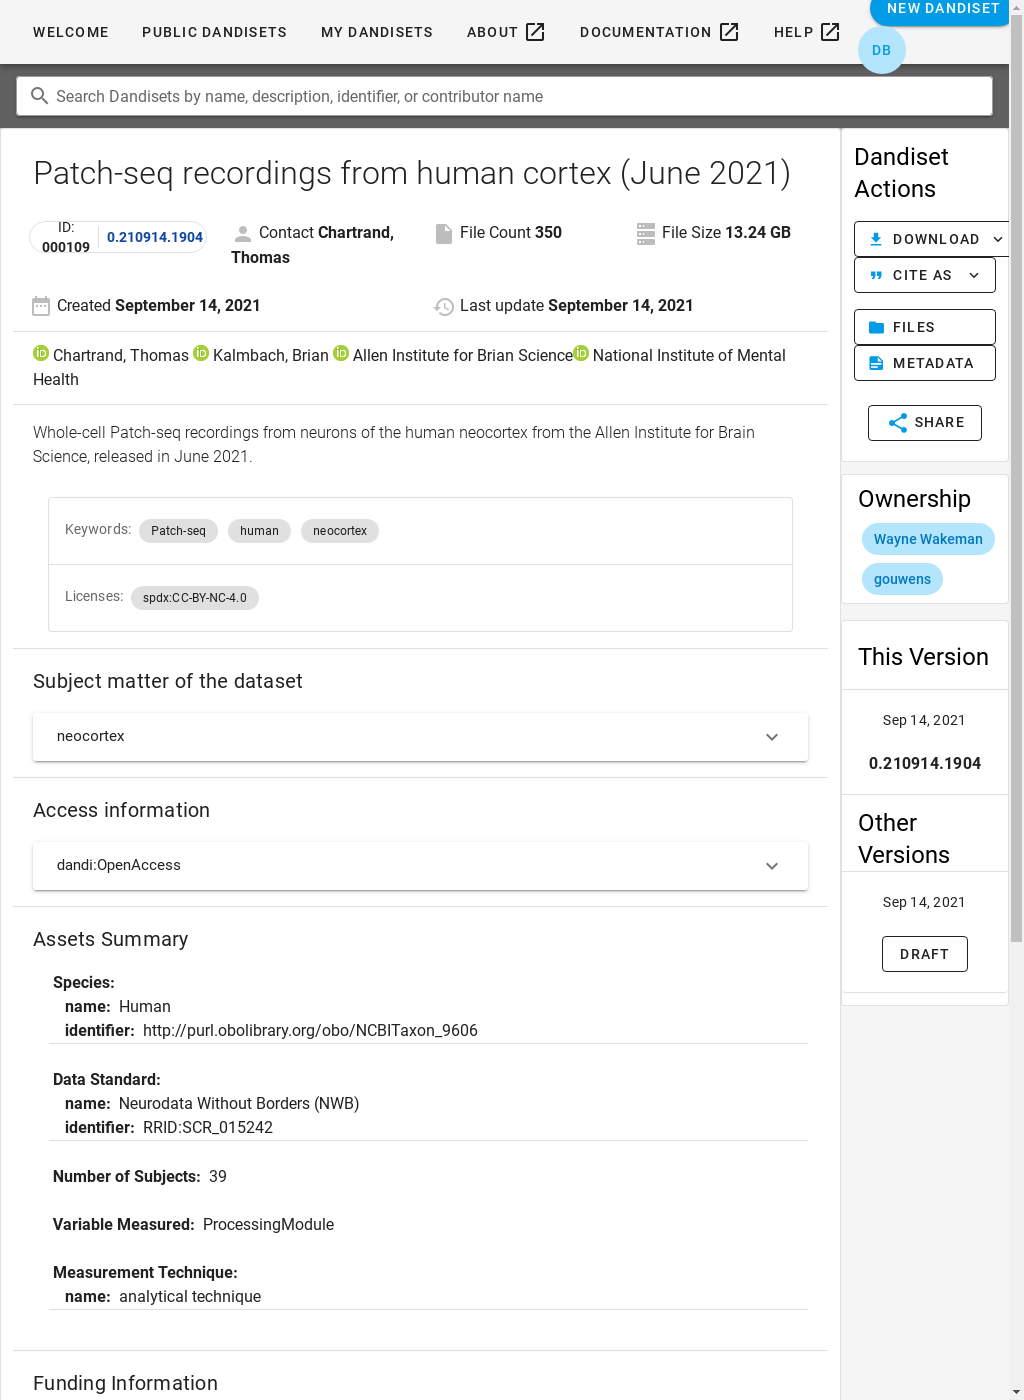 WELCOME PUBLIC DANDISETS MY DANDISETS ABOUT DOCUMENTATION HELP NEW DANDISET
DB
Search Dandisets by name, description, identifier, or contributor name
Patch-seq recordings from human cortex (June 2021)
ID: 000109 0.210914.1904
Contact Chartrand, Thomas
File Count 350
File Size 13.24 GB
Created September 14, 2021
Last update September 14, 2021
Chartrand, Thomas Kalmbach, Brian Allen Institute for Brian Science National Institute of Mental
Health
Whole-cell Patch-seq recordings from neurons of the human neocortex from the Allen Institute for Brain
Science, released in June 2021.
Keywords: Patch-seq human neocortex
Licenses: spdx:CC-BY-NC-4.0
Subject matter of the dataset
neocortex
Access information
dandi:OpenAccess
Assets Summary
Species:
name: Human
identifier: http://purl.obolibrary.org/obo/NCBITaxon_9606
Data Standard:
name: Neurodata Without Borders (NWB)
identifier: RRID:SCR_015242
Number of Subjects: 39
Variable Measured: ProcessingModule
Measurement Technique:
name: analytical technique
Funding Information
Dandiset
Actions
DOWNLOAD
CITE AS
FILES
METADATA
SHARE
Ownership
Wayne Wakeman
gouwens
This Version
Sep 14, 2021
0.210914.1904
Other
Versions
Sep 14, 2021
DRAFT